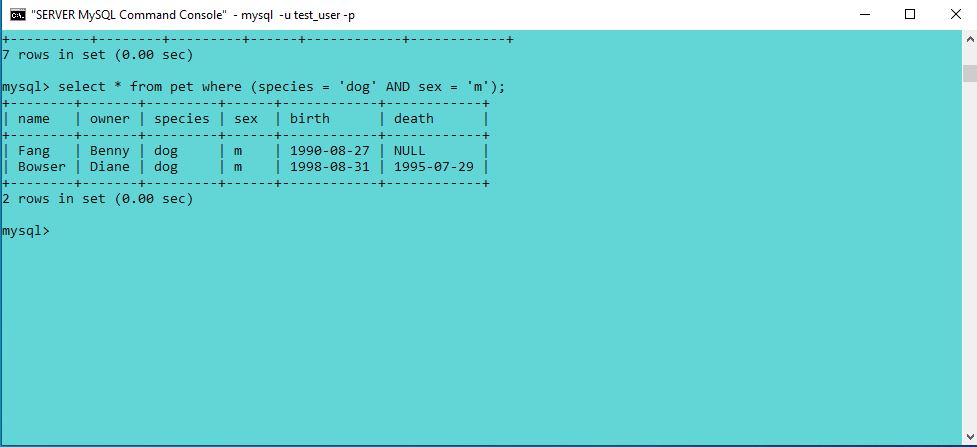 "SERVER MySQL Command Console" - mysql -u test_user -p
+----------+--------+---------+------+------------+------------+
7 rows in set (0.00 sec)
mysql> select * from pet where (species = 'dog' AND sex = 'm');
+--------+-------+---------+------+------------+------------+
| name   | owner | species | sex  | birth      | death      |
+--------+-------+---------+------+------------+------------+
| Fang   | Benny | dog     | m    | 1990-08-27 | NULL       |
| Bowser | Diane | dog     | m    | 1998-08-31 | 1995-07-29 |
+--------+-------+---------+------+------------+------------+
2 rows in set (0.00 sec)
mysql>